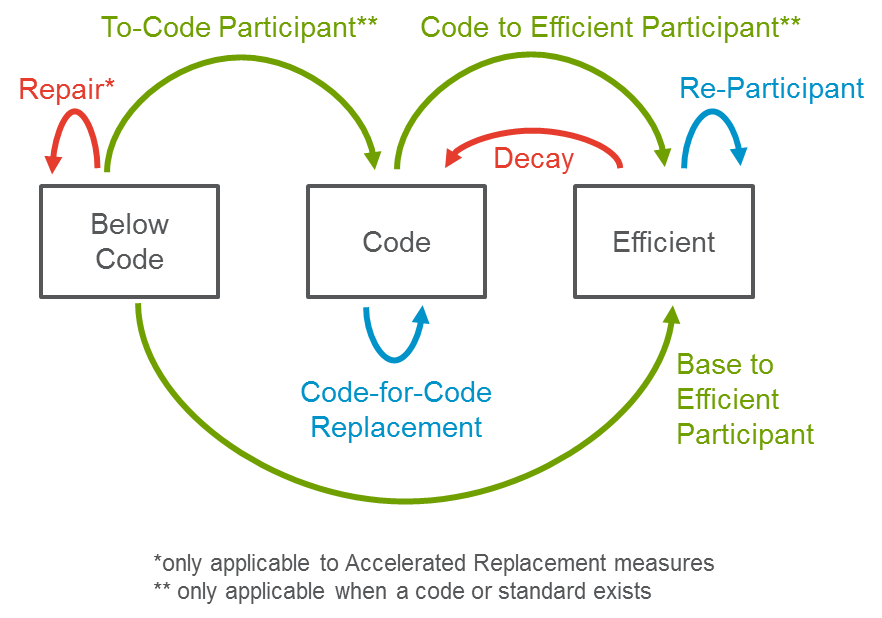 To-Code Participant**
Code to Efficient Participant**
Repair*
Re-Participant
Decay
Below
Code
Code
Efficient
Code-for-Code
Replacement
Base to
Efficient
Participant
*only applicable to Accelerated Replacement measures
** only applicable when a code or standard exists